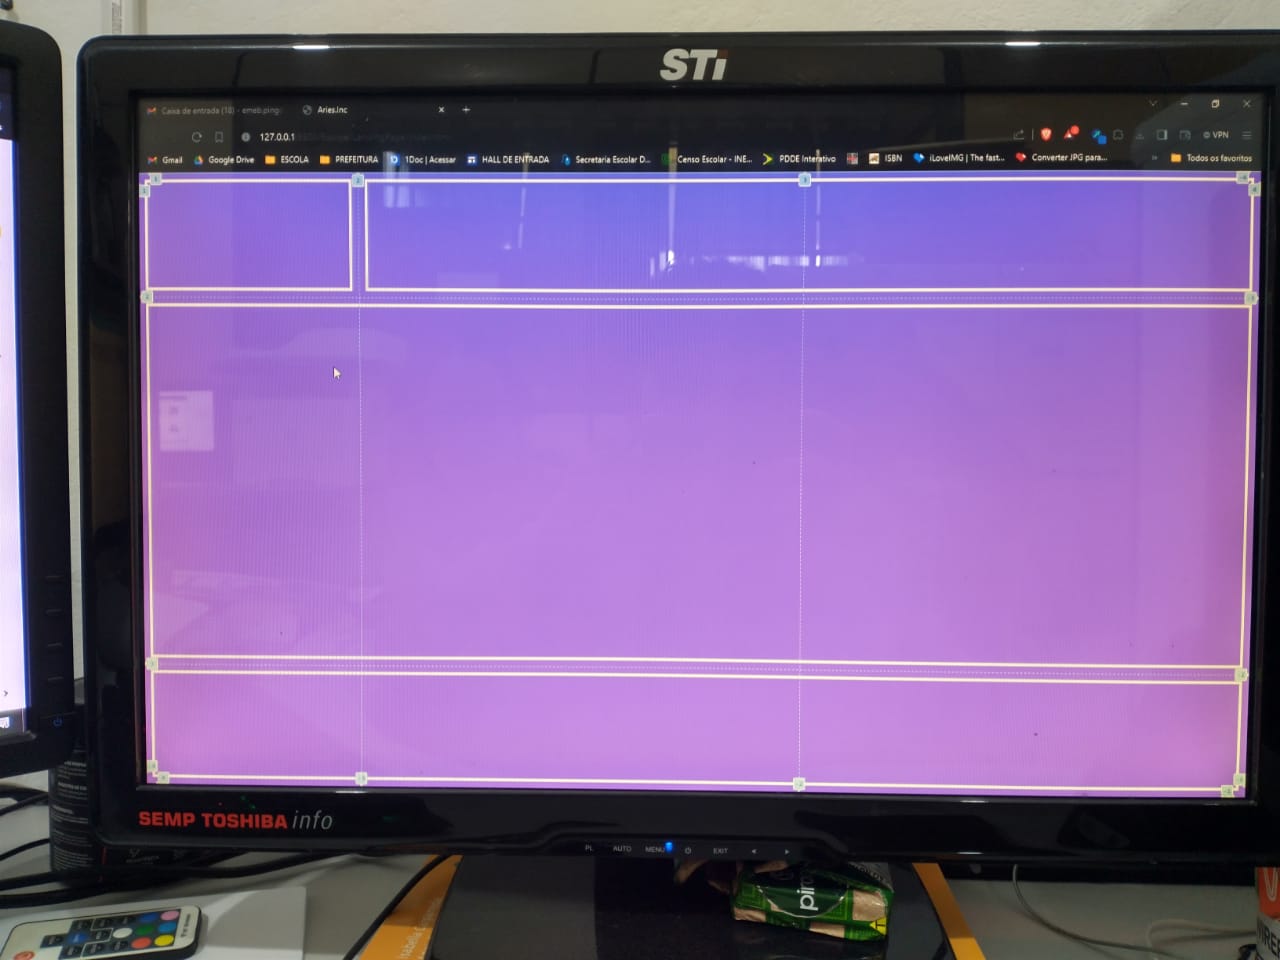 STi
Caixa de entrada (10) - emeb.ping
Aries.Inc
127.0.0.1
VPN
Gmail
Google Drive
ESCOLA
PREFEITURA
1Doc | Acessar
HALL DE ENTRADA
Secretaria Escolar D...
Censo Escolar - INE...
PDDE Interativo
ISBN
iLoveIMG | The fast...
Converter JPG para...
Todos os favoritos
SEMP TOSHIBA info
AUTO
MENU
EXIT